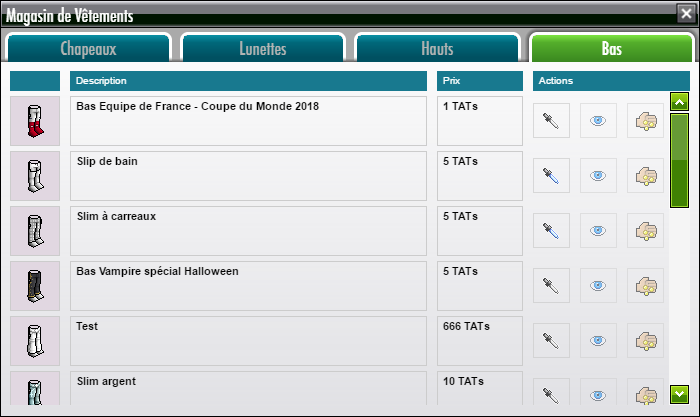 Magasin de Vêtements
Chapeaux Lunettes Hauts Bas
Description Prix Actions
Bas Equipe de France - Coupe du Monde 2018 1 TATs
Slip de bain 5 TATs
Slim à carreaux 5 TATs
Bas Vampire spécial Halloween 5 TATs
Test 666 TATs
Slim argent 10 TATs